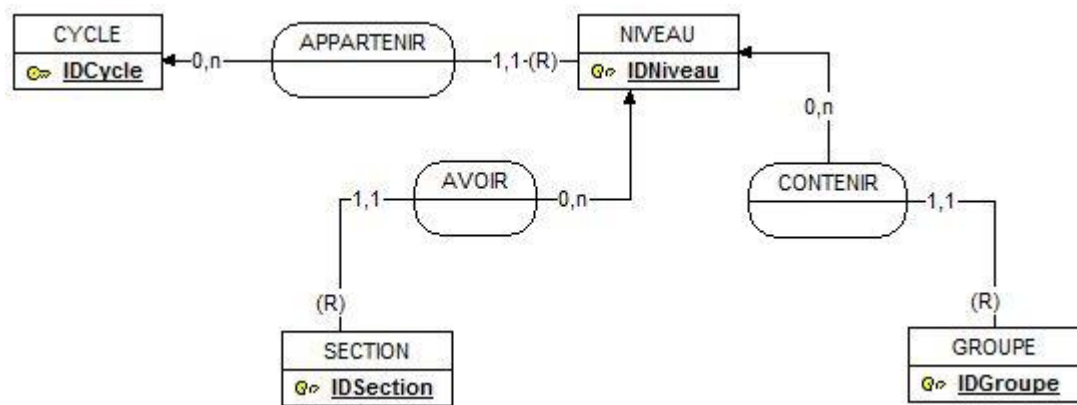 CYCLE
IDCycle
0,n
APPARTENIR
1,1-(R)
NIVEAU
IDNiveau
0,n
AVOIR
1,1
0,n
CONTENIR
1,1
(R)
(R)
SECTION
IDSection
GROUPE
IDGroupe